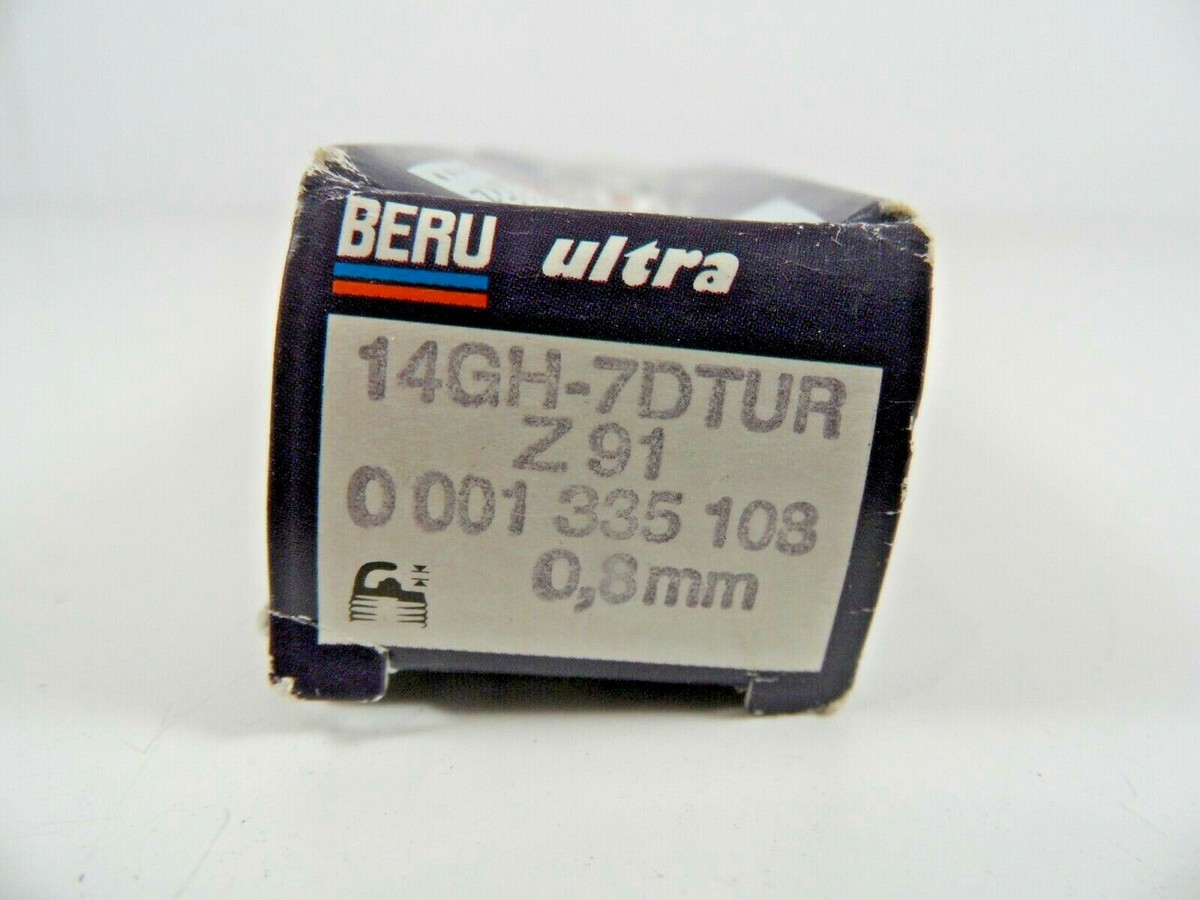 BERU ultra
14GH-7DTUR
Z 91
0 001 335 108
0,8mm